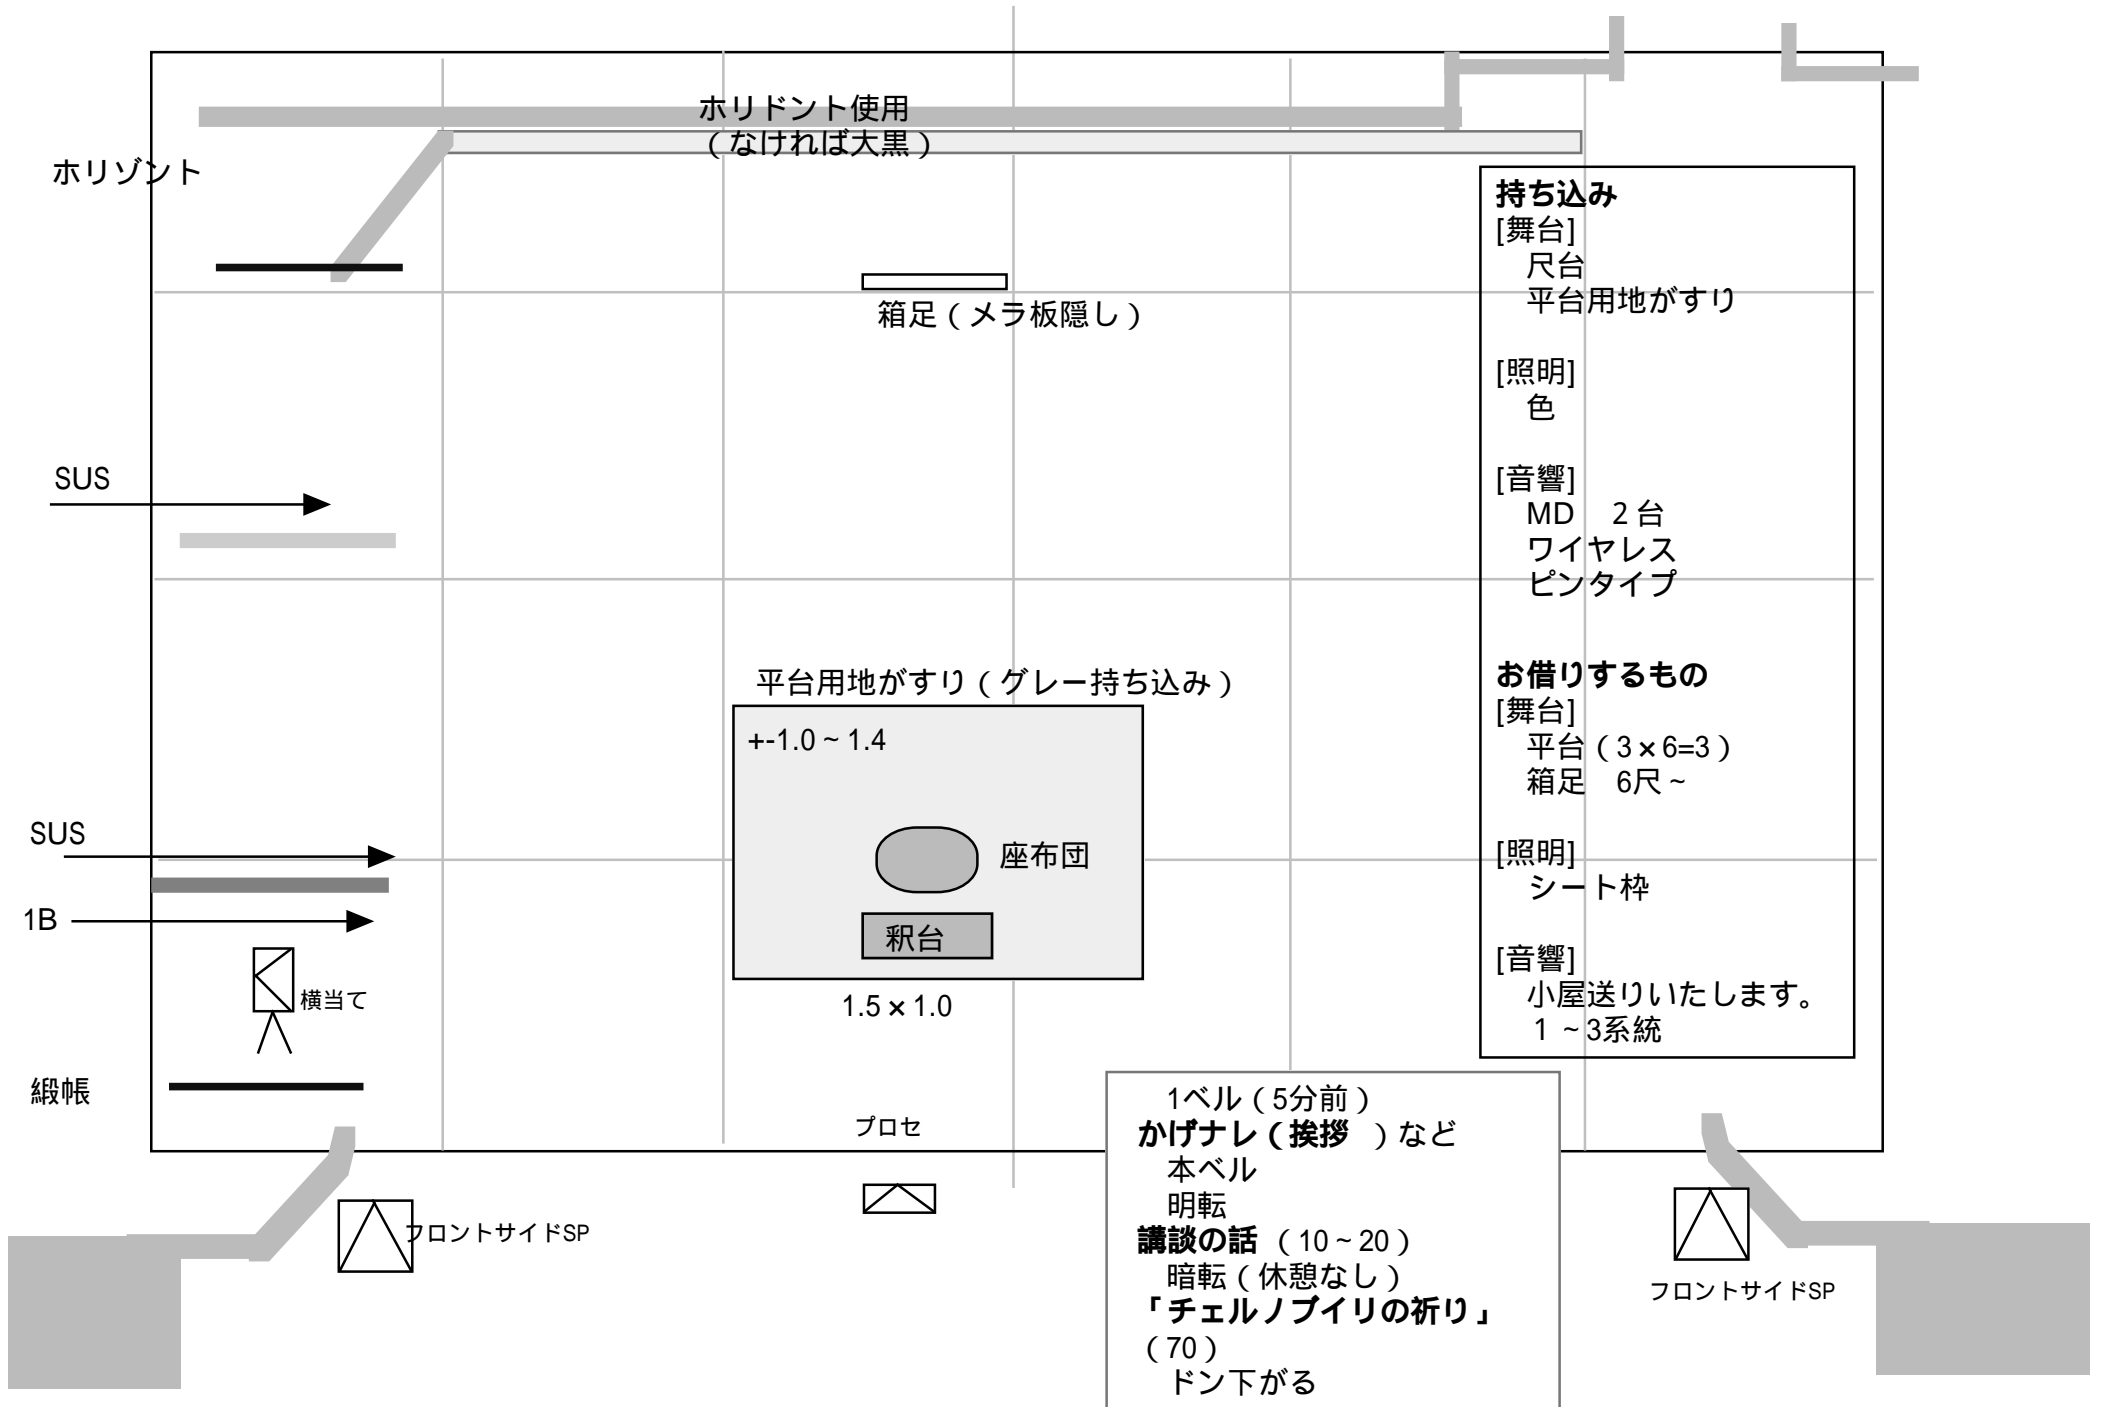 ホリドント使用
（なければ大黒）
ホリゾント
箱足（メラ板隠し）
SUS
平台用地がすり（グレー持ち込み）
+-1.0～1.4
SUS
座布団
1B
釈台
横当て
1.5×1.0
緞帳
プロセ
フロントサイドSP
フロントサイドSP
持ち込み
[舞台]
尺台
平台用地がすり
[照明]
色
[音響]
MD　2台
ワイヤレス
ピンタイプ
お借りするもの
[舞台]
平台（3×6=3）
箱足　6尺～
[照明]
シート枠
[音響]
小屋送りいたします。
1～3系統
1ベル（5分前）
かげナレ（挨拶　）など
本ベル
明転
講談の話（10～20）
暗転（休憩なし）
「チェルノブイリの祈り」
（70）
ドン下がる